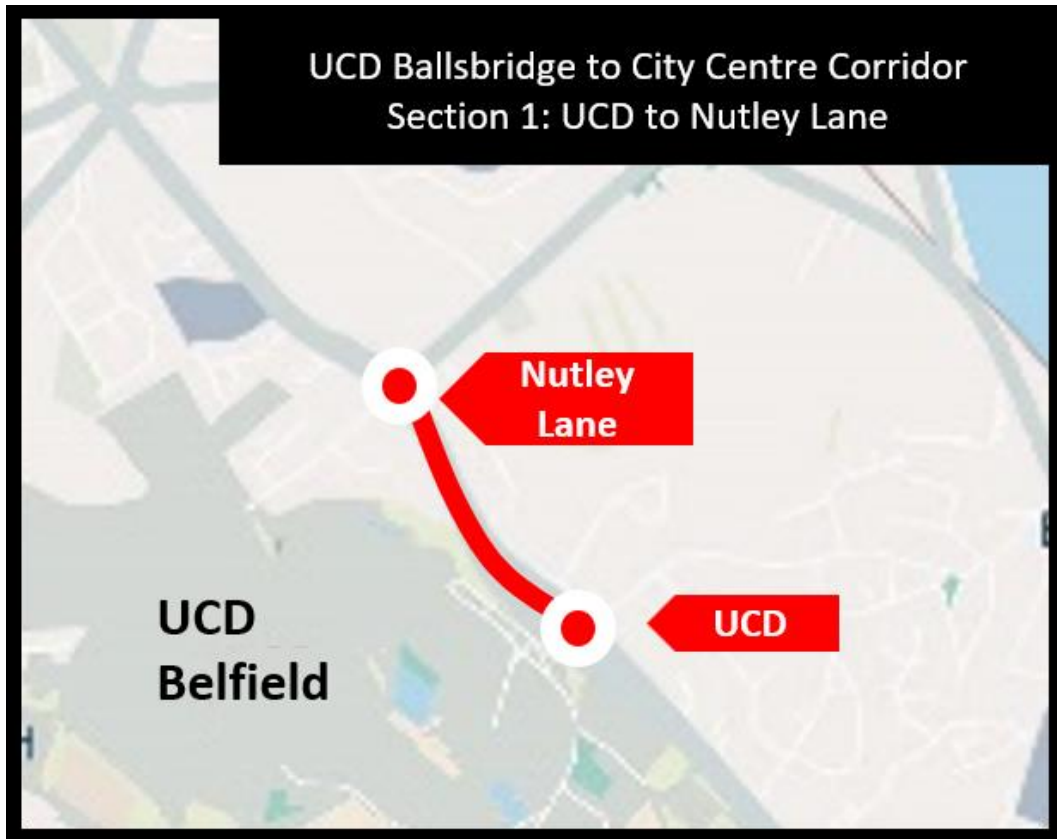 UCD Ballsbridge to City Centre Corridor
Section 1: UCD to Nutley Lane
Nutley
Lane
UCD
UCD
Belfield